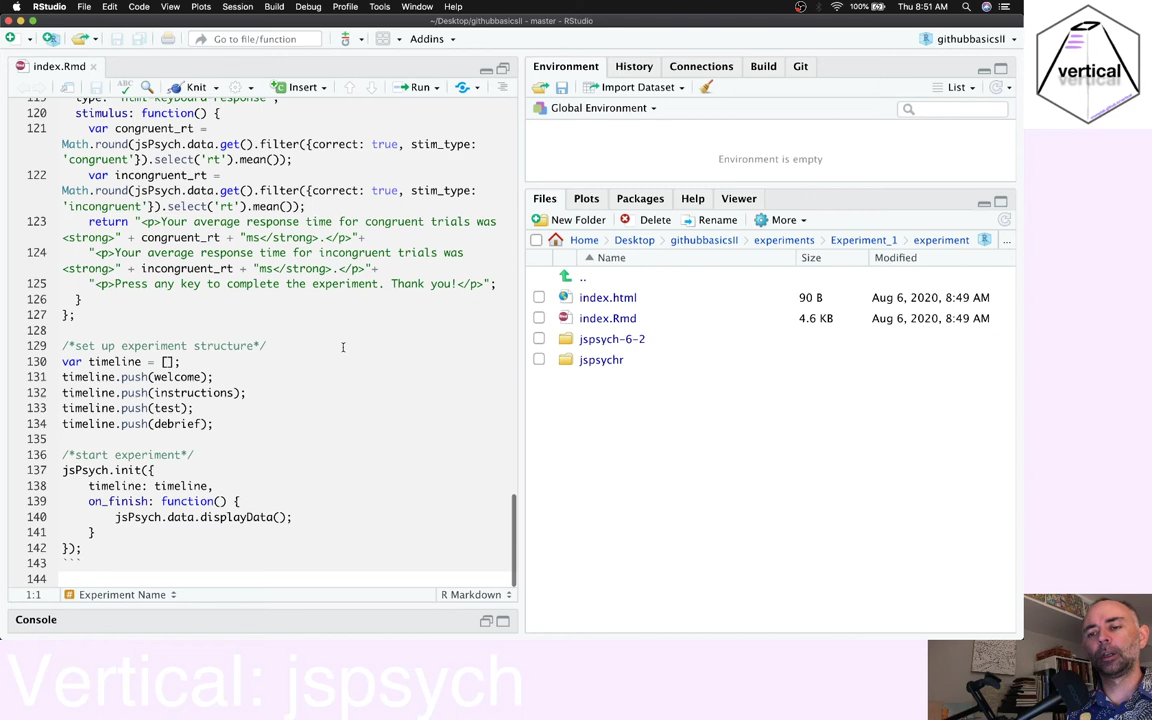 RStudio File Edit Code View Plots Session Build Debug Profile Tools Window Help 100% Thu 8:51 AM
~/Desktop/githubbasicsll - master - RStudio
Go to file/function Addins githubbasicsll
index.Rmd
Knit Insert Run
119 type: 'html-keyboard-response',
120 stimulus: function() {
121 var congruent_rt =
Math.round(jsPsych.data.get().filter({correct: true, stim_type:
'congruent'}).select('rt').mean());
122 var incongruent_rt =
Math.round(jsPsych.data.get().filter({correct: true, stim_type:
'incongruent'}).select('rt').mean());
123 return "<p>Your average response time for congruent trials was
<strong>" + congruent_rt + "ms</strong>.</p>"+
124 "<p>Your average response time for incongruent trials was
<strong>" + incongruent_rt + "ms</strong>.</p>"+
125 "<p>Press any key to complete the experiment. Thank you!</p>";
126 }
127 };
128
129 /*set up experiment structure*/
130 var timeline = [];
131 timeline.push(welcome);
132 timeline.push(instructions);
133 timeline.push(test);
134 timeline.push(debrief);
135
136 /*start experiment*/
137 jsPsych.init({
138 timeline: timeline,
139 on_finish: function() {
140 jsPsych.data.displayData();
141 }
142 });
143 ```
144
1:1 Experiment Name R Markdown
Console
Environment History Connections Build Git
Import Dataset List
Global Environment
Environment is empty
Files Plots Packages Help Viewer
New Folder Delete Rename More
Home Desktop githubbasicsll experiments Experiment_1 experiment ...
Name Size Modified
..
index.html 90 B Aug 6, 2020, 8:49 AM
index.Rmd 4.6 KB Aug 6, 2020, 8:49 AM
jspsych-6-2
jspsychr
vertical
Vertical: jspsych